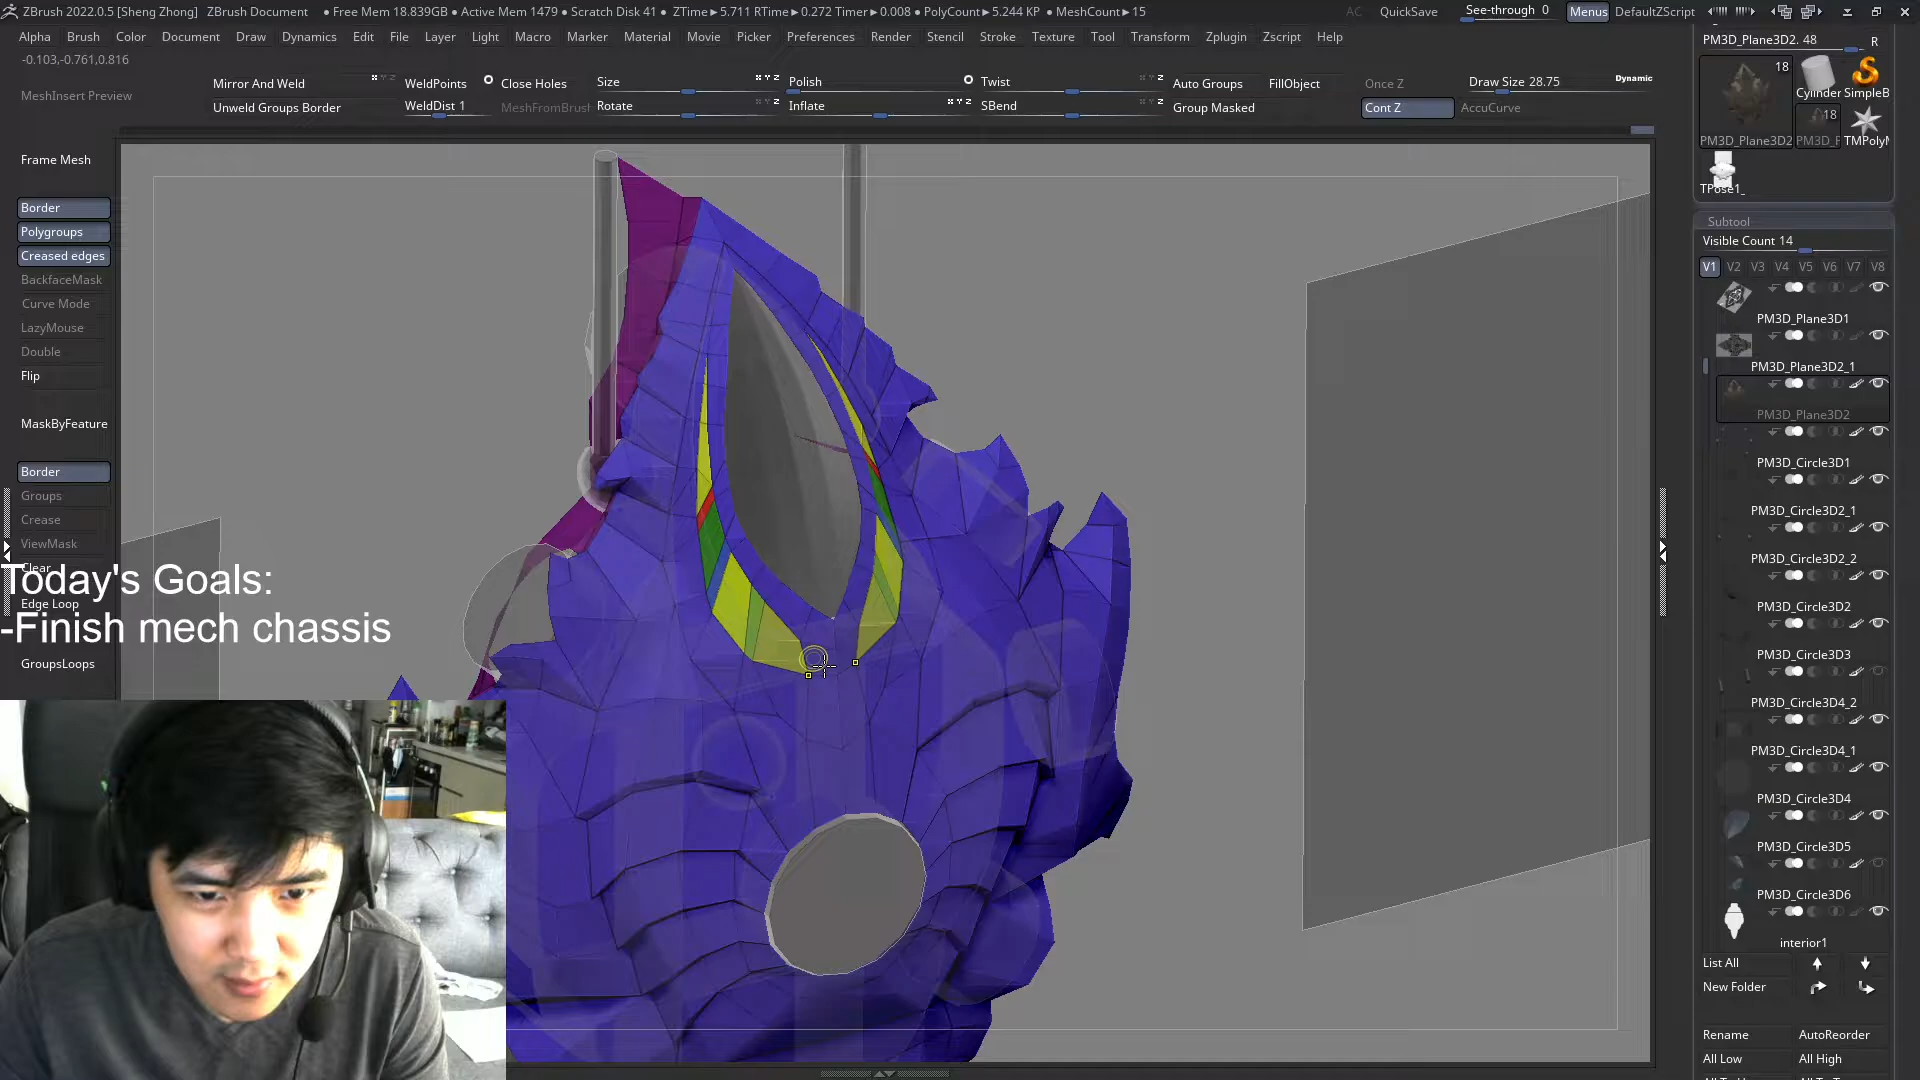 ZBrush 2022.0.5 [Sheng Zhong] ZBrush Document • Free Mem 18.839GB • Active Mem 1479 • Scratch Disk 41 • ZTime►5.711 RTime►0.272 Timer►0.008 • PolyCount►5.244 KP • MeshCount►15 AC QuickSave See-through 0 Menus DefaultZScript
Alpha Brush Color Document Draw Dynamics Edit File Layer Light Macro Marker Material Movie Picker Preferences Render Stencil Stroke Texture Tool Transform Zplugin Zscript Help
-0.103,-0.761,0.816
MeshInsert Preview
Mirror And Weld WeldPoints Close Holes Size Polish Twist Auto Groups FillObject Once Z Draw Size 28.75 Dynamic
Unweld Groups Border WeldDist 1 MeshFromBrush Rotate Inflate SBend Group Masked Cont Z AccuCurve
Frame Mesh
Border
Polygroups
Creased edges
BackfaceMask
Curve Mode
LazyMouse
Double
Flip
MaskByFeature
Border
Groups
Crease
ViewMask
Clear
Edge Loop
GroupsLoops
Today's Goals:
-Finish mech chassis
PM3D_Plane3D2. 48 R
18
Cylinder SimpleB
18
PM3D_Plane3D2 PM3D_F TMPolyM
TPose1_
Subtool
Visible Count 14
V1 V2 V3 V4 V5 V6 V7 V8
PM3D_Plane3D1
PM3D_Plane3D2_1
PM3D_Plane3D2
PM3D_Circle3D1
PM3D_Circle3D2_1
PM3D_Circle3D2_2
PM3D_Circle3D2
PM3D_Circle3D3
PM3D_Circle3D4_2
PM3D_Circle3D4_1
PM3D_Circle3D4
PM3D_Circle3D5
PM3D_Circle3D6
interior1
List All
New Folder
Rename AutoReorder
All Low All High